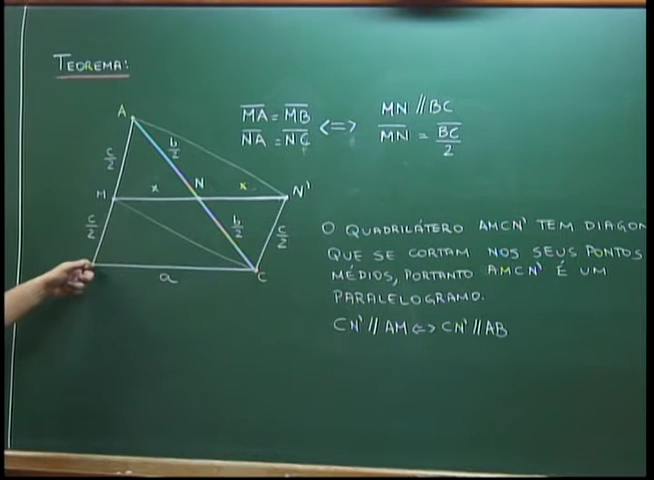 TEOREMA:
A
c/2
b/2
M
x
N
x
N'
c/2
b/2
c/2
a
C
MA = MB
NA = NC
<=>
MN // BC
MN = BC/2
O QUADRILÁTERO AMCN' TEM DIAGON
QUE SE CORTAM NOS SEUS PONTOS
MÉDIOS, PORTANTO AMCN' É UM
PARALELOGRAMO.
CN' // AM <=> CN' // AB